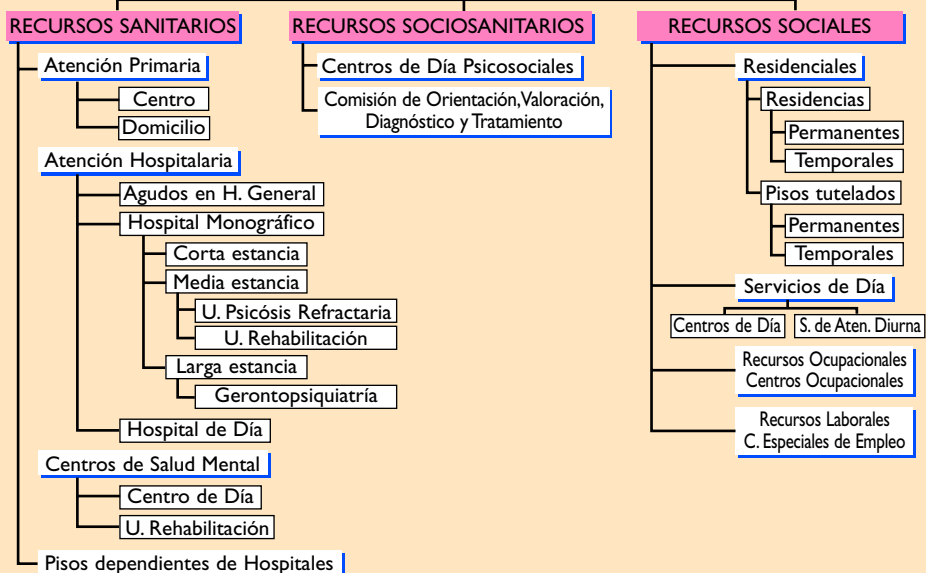 RECURSOS SANITARIOS
Atención Primaria
Centro
Domicilio
Atención Hospitalaria
Agudos en H. General
Hospital Monográfico
Corta estancia
Media estancia
U. Psicósis Refractaria
U. Rehabilitación
Larga estancia
Gerontopsiquiatría
Hospital de Día
Centros de Salud Mental
Centro de Día
U. Rehabilitación
Pisos dependientes de Hospitales
RECURSOS SOCIOSANITARIOS
Centros de Día Psicosociales
Comisión de Orientación,Valoración,
Diagnóstico y Tratamiento
RECURSOS SOCIALES
Residenciales
Residencias
Permanentes
Temporales
Pisos tutelados
Permanentes
Temporales
Servicios de Día
Centros de Día
S. de Aten. Diurna
Recursos Ocupacionales
Centros Ocupacionales
Recursos Laborales
C. Especiales de Empleo